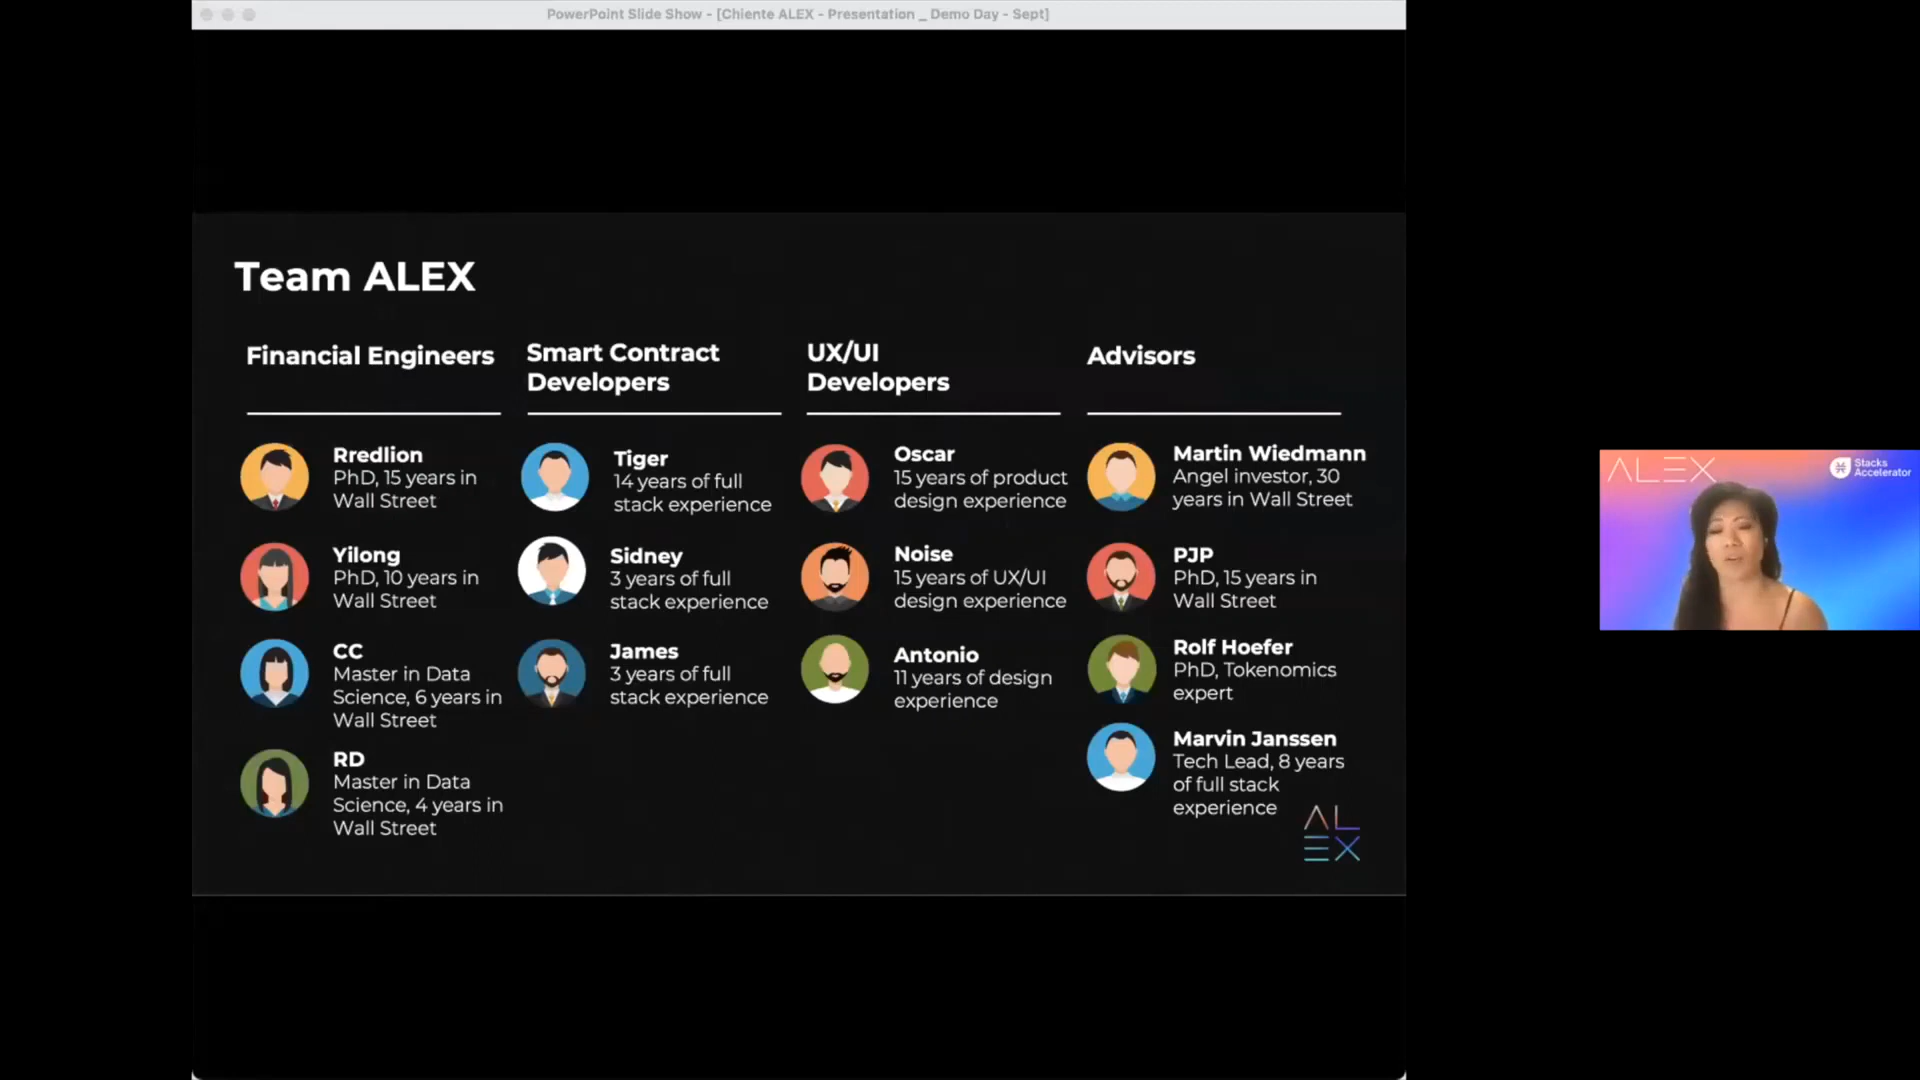 PowerPoint Slide Show - [Chiente ALEX - Presentation _ Demo Day - Sept]
Team ALEX
Financial Engineers
Rredlion
PhD, 15 years in
Wall Street
Yilong
PhD, 10 years in
Wall Street
CC
Master in Data
Science, 6 years in
Wall Street
RD
Master in Data
Science, 4 years in
Wall Street
Smart Contract
Developers
Tiger
14 years of full
stack experience
Sidney
3 years of full
stack experience
James
3 years of full
stack experience
UX/UI
Developers
Oscar
15 years of product
design experience
Noise
15 years of UX/UI
design experience
Antonio
11 years of design
experience
Advisors
Martin Wiedmann
Angel investor, 30
years in Wall Street
PJP
PhD, 15 years in
Wall Street
Rolf Hoefer
PhD, Tokenomics
expert
Marvin Janssen
Tech Lead, 8 years
of full stack
experience
AL
EX
ALEX
Stacks
Accelerator